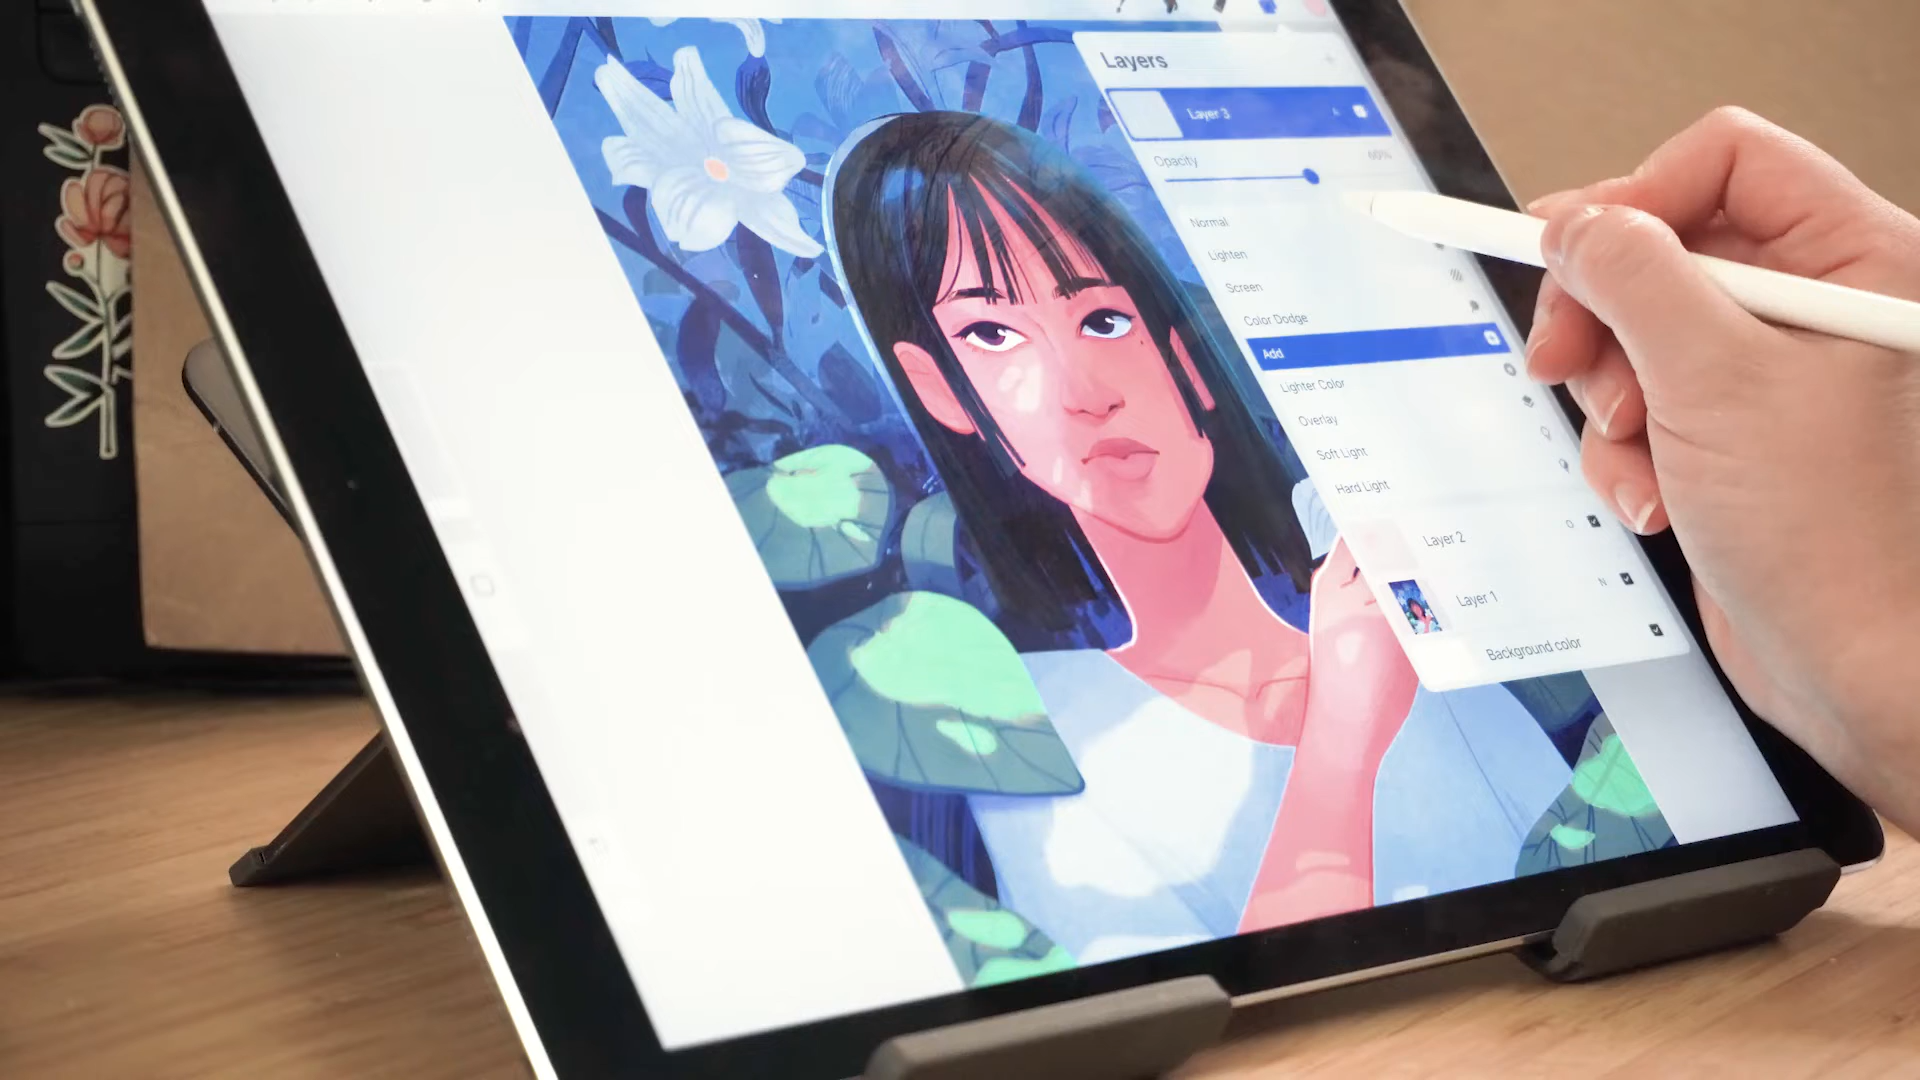 Layers
Layer 3 A
Opacity 60%
Normal
Lighten
Screen
Color Dodge
Add
Lighter Color
Overlay
Soft Light
Hard Light
Layer 2 O
Layer 1 N
Background color